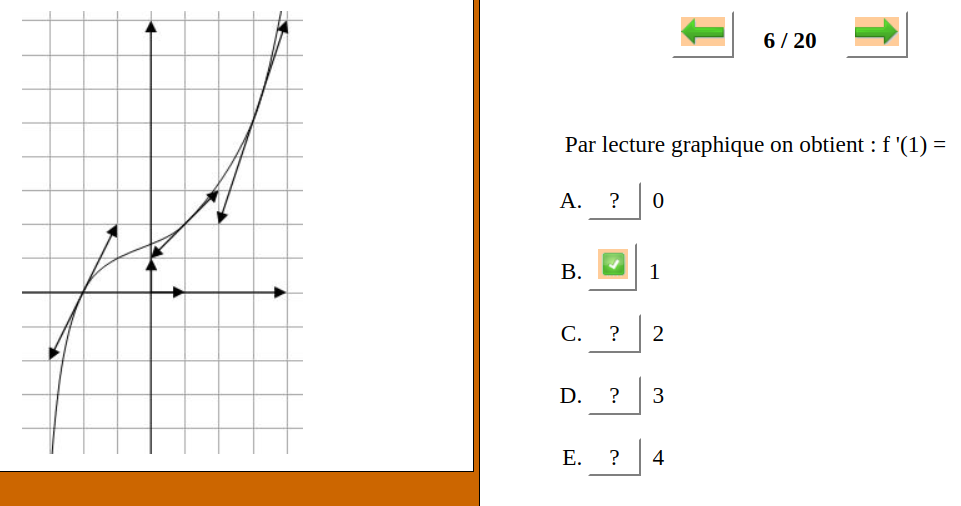 6 / 20
Par lecture graphique on obtient : f '(1) =
A. ? 0
B. 1
C. ? 2
D. ? 3
E. ? 4